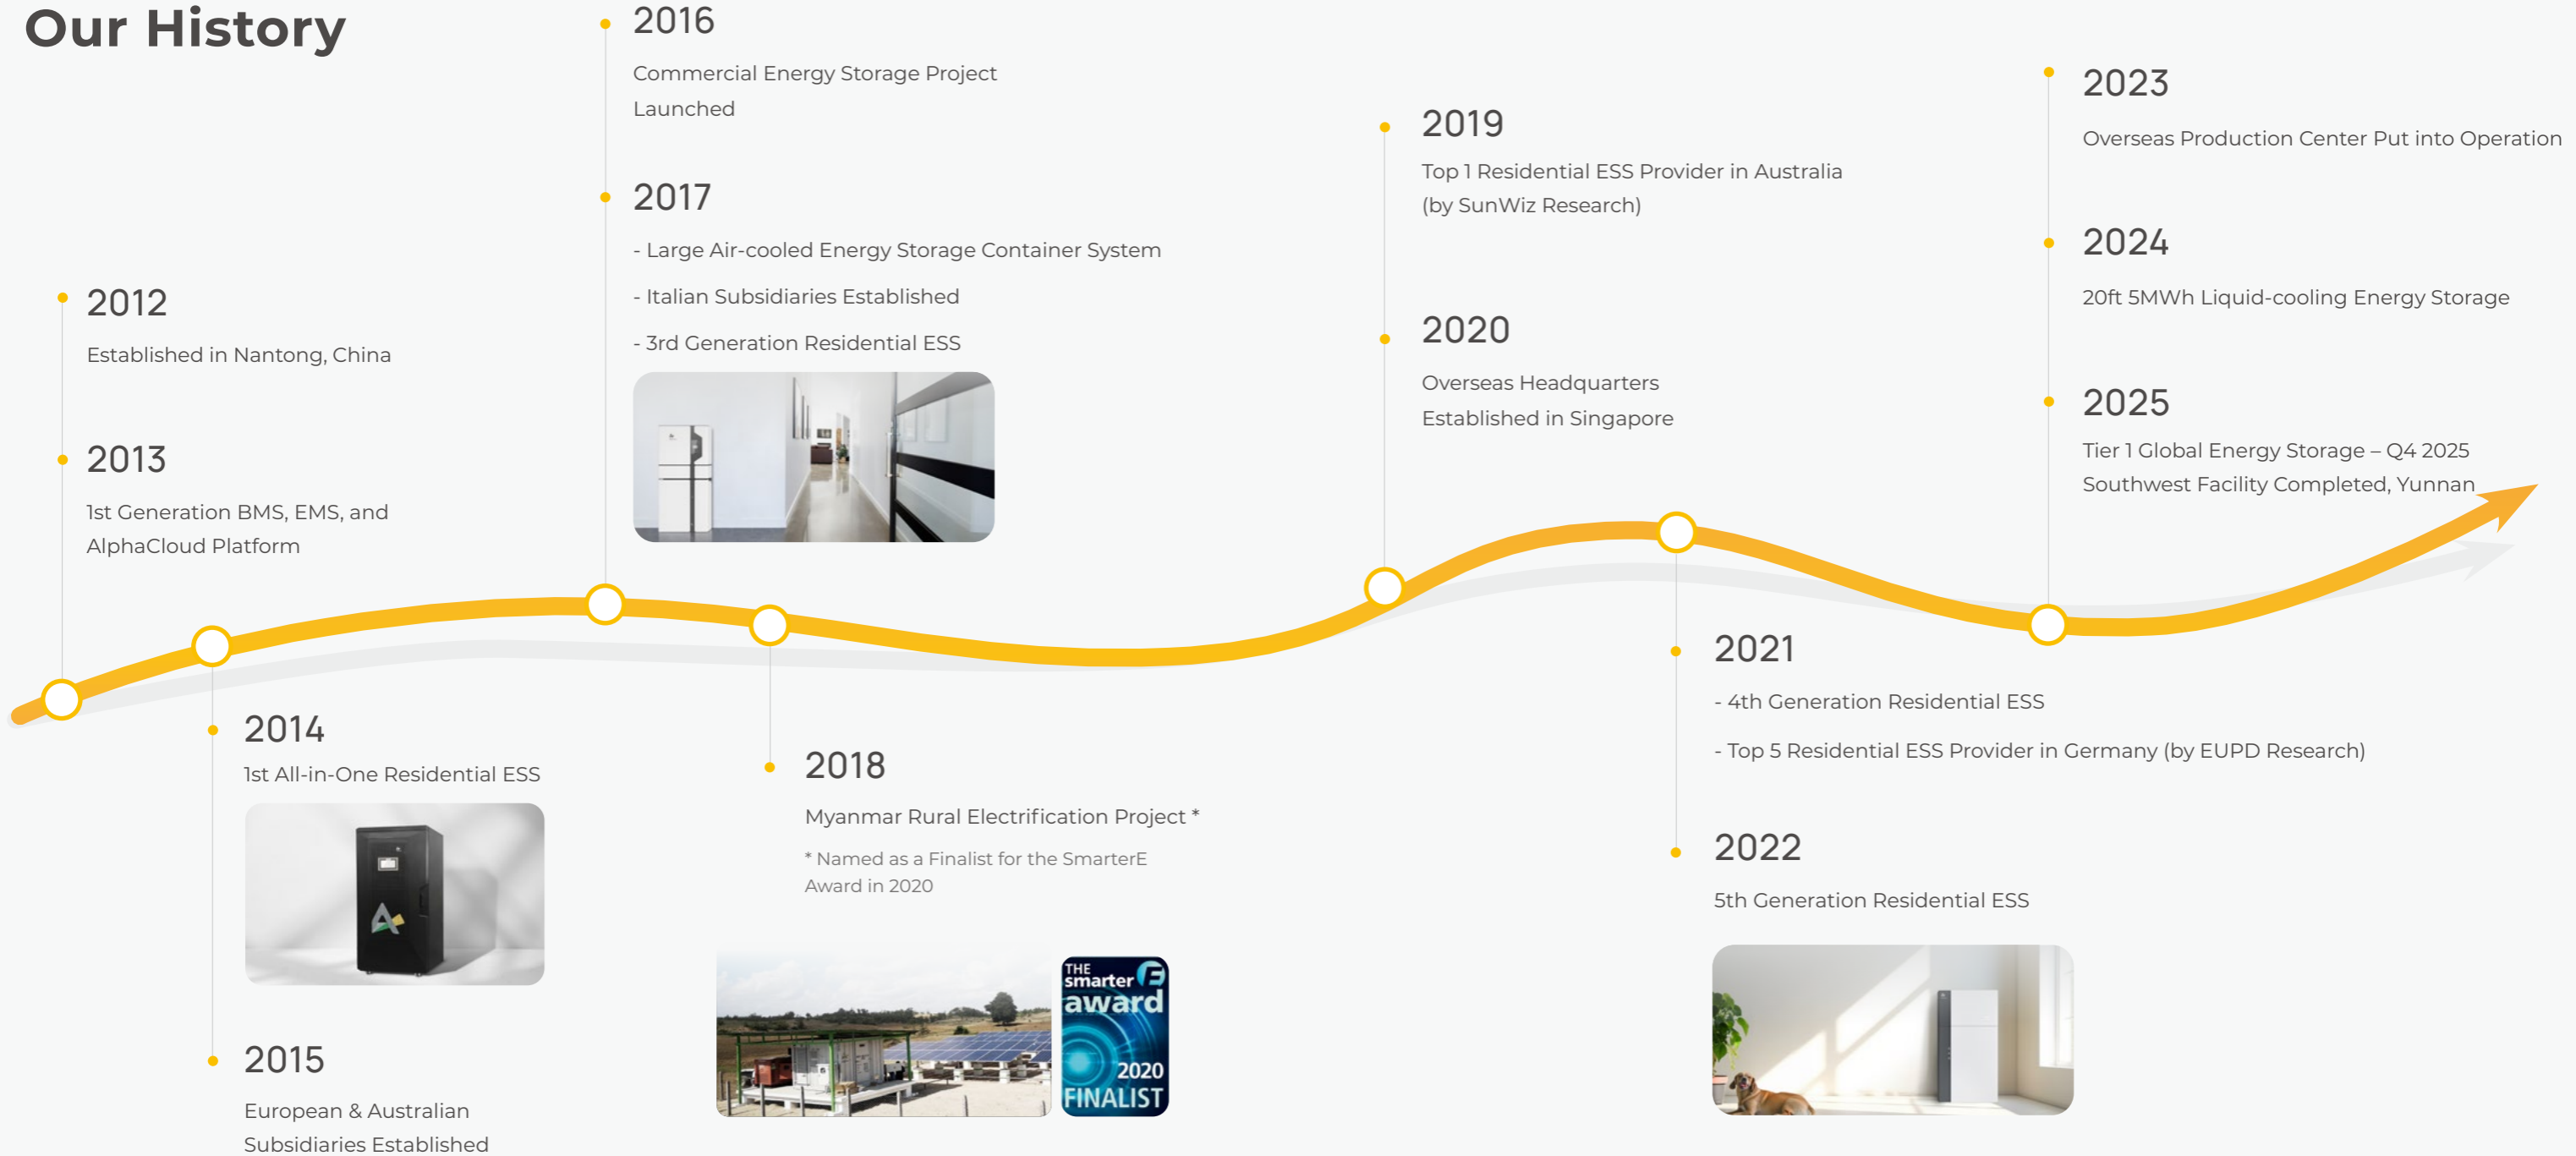 Our History
2012
Established in Nantong, China
2013
1st Generation BMS, EMS, and
AlphaCloud Platform
2014
1st All-in-One Residential ESS
2015
European & Australian
Subsidiaries Established
2016
Commercial Energy Storage Project
Launched
2017
- Large Air-cooled Energy Storage Container System
- Italian Subsidiaries Established
- 3rd Generation Residential ESS
2018
Myanmar Rural Electrification Project *
* Named as a Finalist for the SmarterE
Award in 2020
THE
smarter E
award
2020
FINALIST
2019
Top 1 Residential ESS Provider in Australia
(by SunWiz Research)
2020
Overseas Headquarters
Established in Singapore
2021
- 4th Generation Residential ESS
- Top 5 Residential ESS Provider in Germany (by EUPD Research)
2022
5th Generation Residential ESS
2023
Overseas Production Center Put into Operation
2024
20ft 5MWh Liquid-cooling Energy Storage
2025
Tier 1 Global Energy Storage – Q4 2025
Southwest Facility Completed, Yunnan